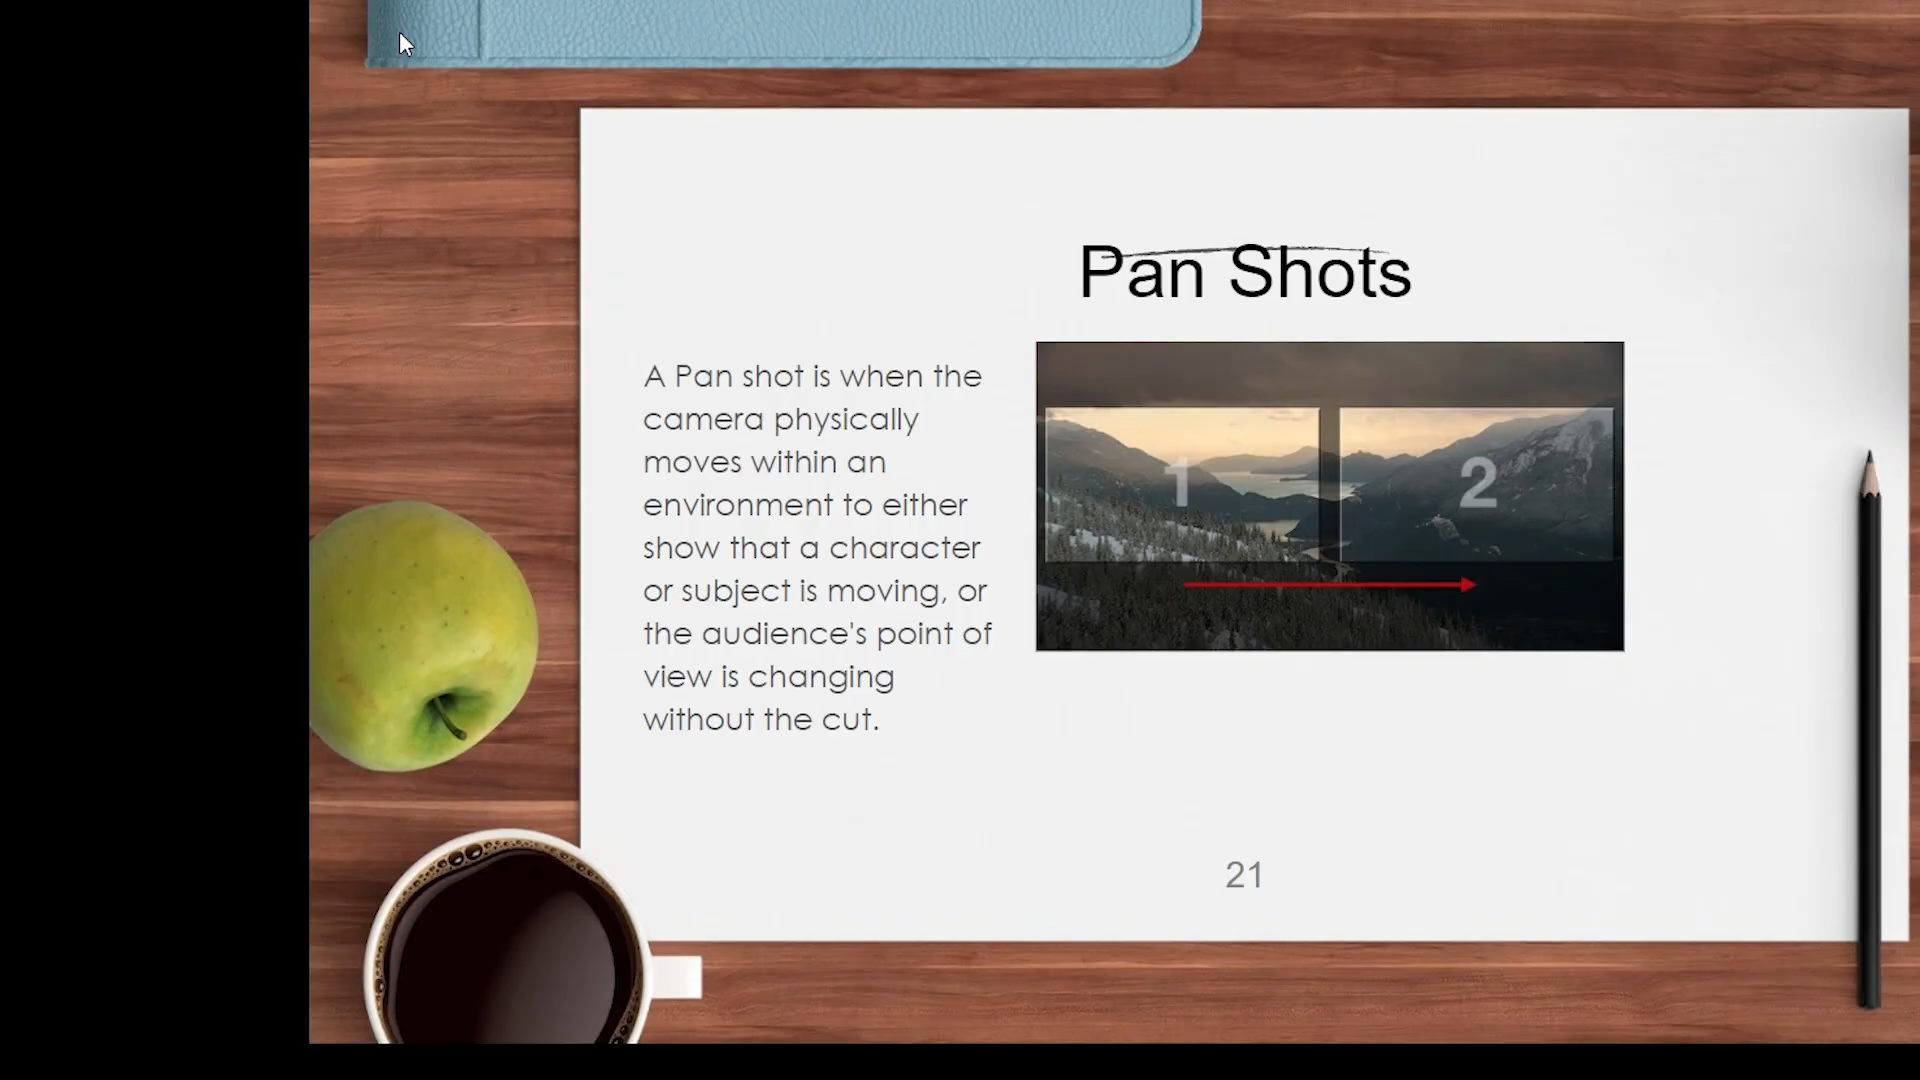 Pan Shots
A Pan shot is when the
camera physically
moves within an
environment to either
show that a character
or subject is moving, or
the audience's point of
view is changing
without the cut.
1
2
21